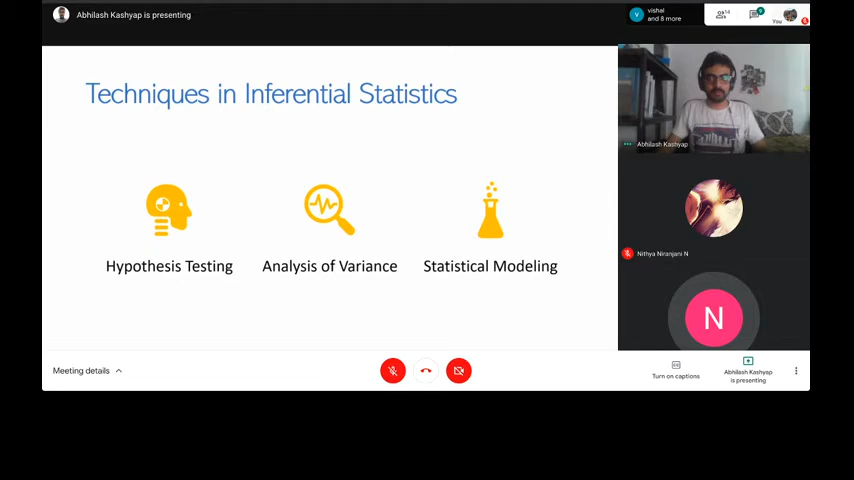 Abhilash Kashyap is presenting
vishal
and 8 more
14
9
You
Techniques in Inferential Statistics
Hypothesis Testing
Analysis of Variance
Statistical Modeling
Abhilash Kashyap
Nithya Niranjani N
N
Meeting details
Turn on captions
Abhilash Kashyap
is presenting